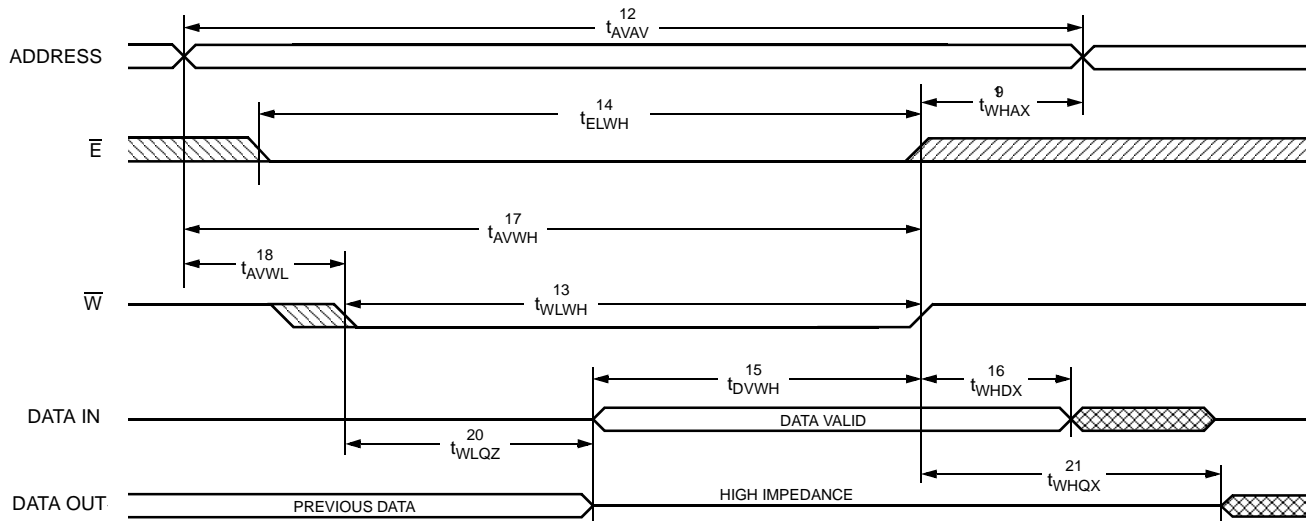 12
tAVAV
ADDRESS
14
tELWH
19
tWHAX
E
17
tAVWH
18
tAVWL
W
13
tWLWH
15
tDVWH
16
tWHDX
DATA IN
DATA VALID
20
tWLQZ
21
tWHQX
DATA OUT
PREVIOUS DATA
HIGH IMPEDANCE